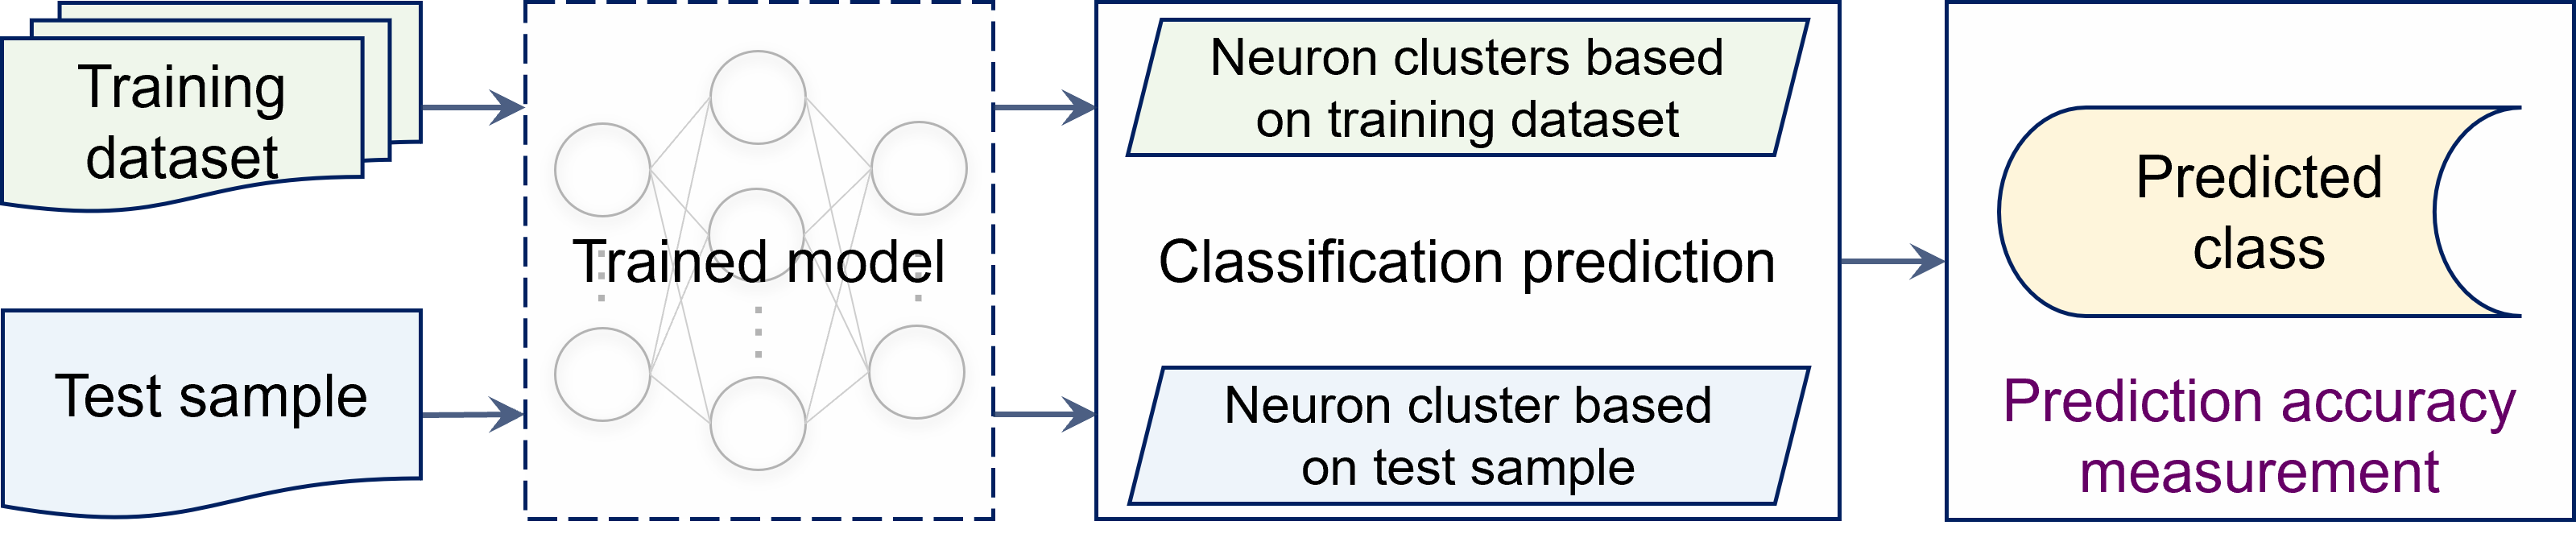 Training
dataset
Test sample
Trained model
Neuron clusters based
on training dataset
Classification prediction
Neuron cluster based
on test sample
Predicted
class
Prediction accuracy
measurement